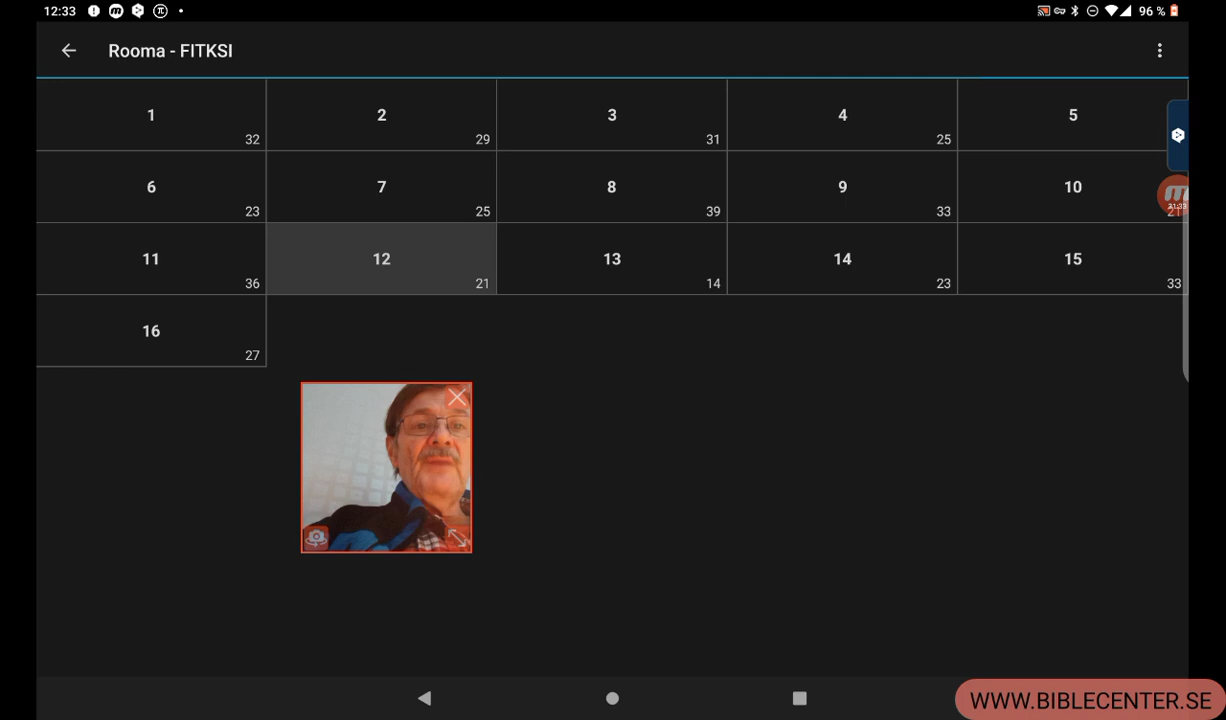 12:33
96 %
Rooma - FITKSI
1 2 3 4 5
32 29 31 25
6 7 8 9 10
23 25 39 33 21
11 12 13 14 15
36 21 14 23 33
16
27
WWW.BIBLECENTER.SE